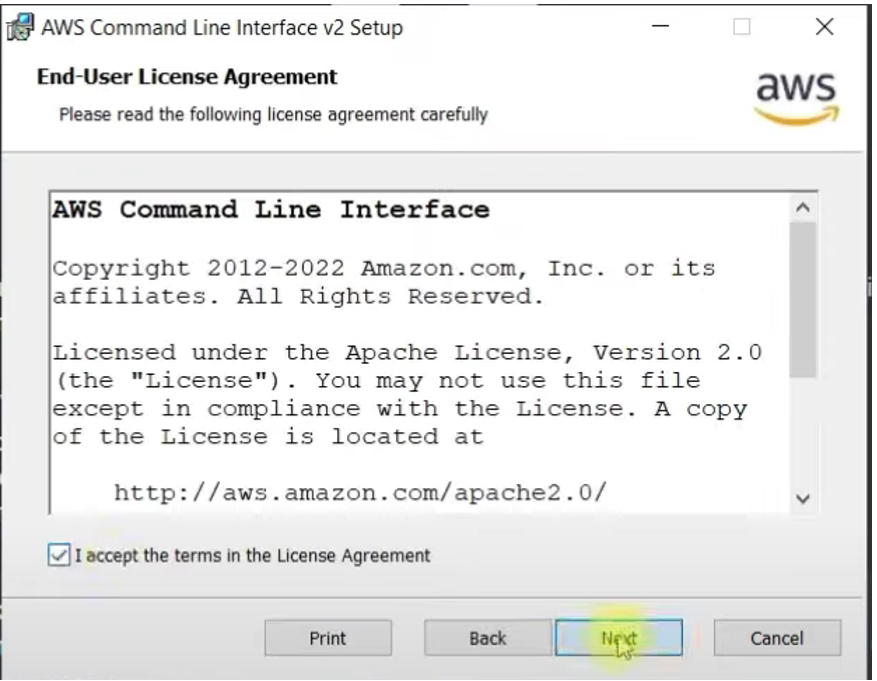 AWS Command Line Interface v2 Setup
End-User License Agreement
Please read the following license agreement carefully
aws
AWS Command Line Interface
Copyright 2012-2022 Amazon.com, Inc. or its
affiliates. All Rights Reserved.
Licensed under the Apache License, Version 2.0
(the "License"). You may not use this file
except in compliance with the License. A copy
of the License is located at
http://aws.amazon.com/apache2.0/
I accept the terms in the License Agreement
Print Back Next Cancel